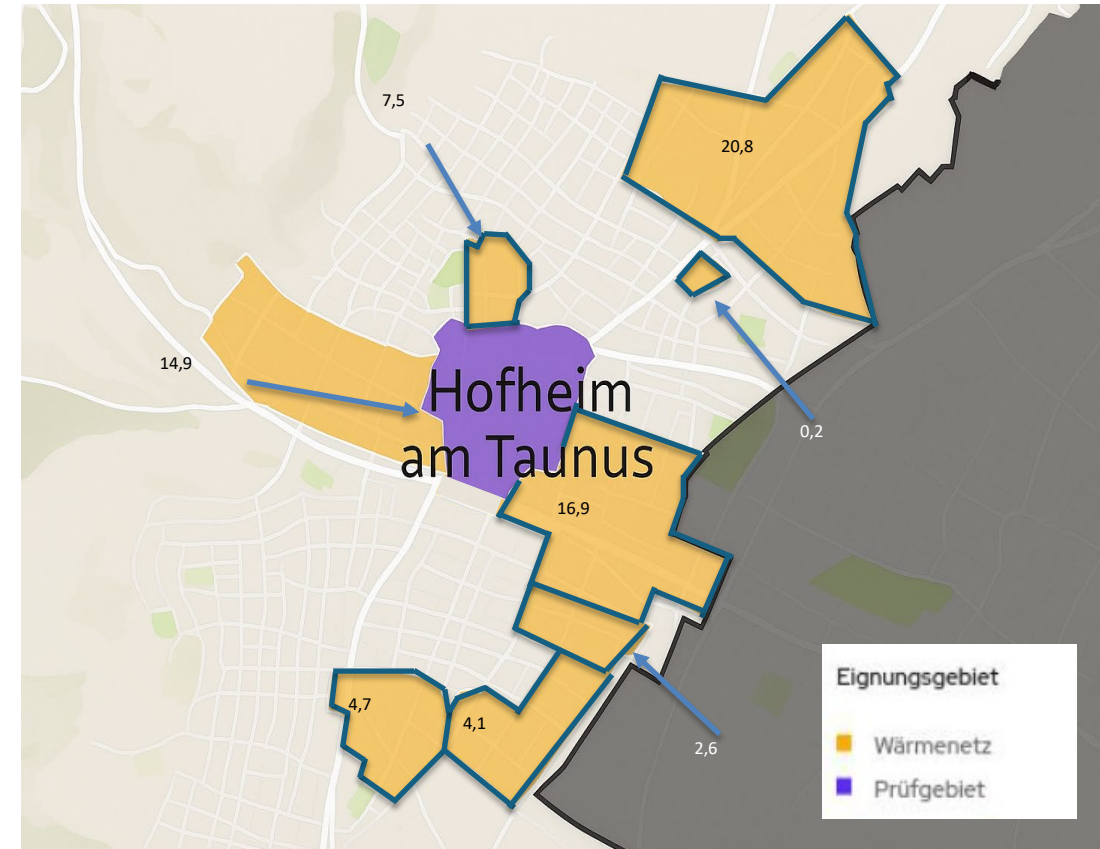 7,5
20,8
14,9
Hofheim
am Taunus
0,2
16,9
4,7
4,1
2,6
Eignungsgebiet
Wärmenetz
Prüfgebiet